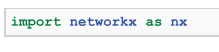 import networkx as nx